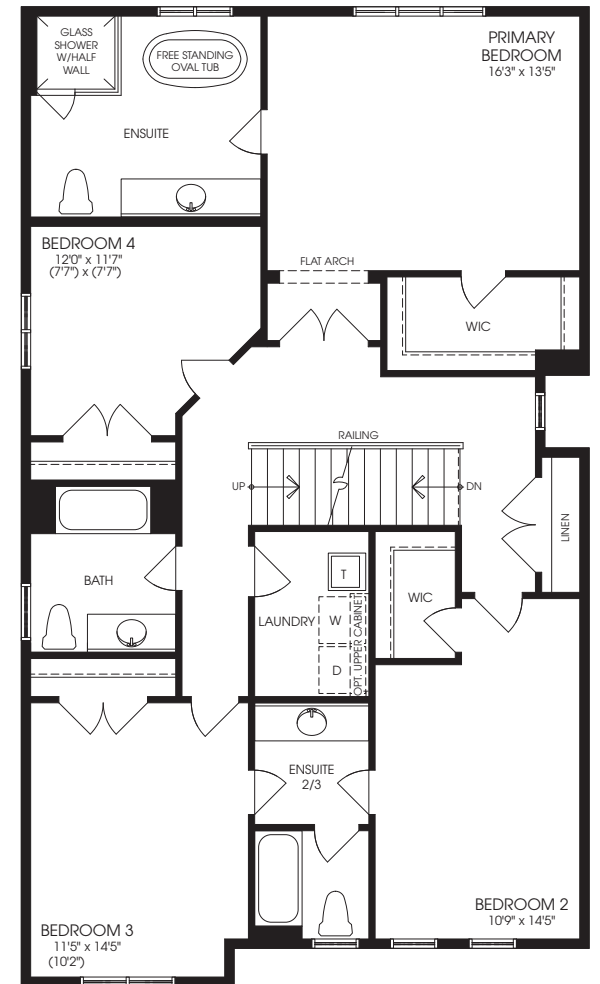 GLASS
SHOWER
W/HALF
WALL
FREE STANDING
OVAL TUB
PRIMARY
BEDROOM
16'3" x 13'5"
ENSUITE
BEDROOM 4
12'0" x 11'7"
(7'7") x (7'7")
FLAT ARCH
WIC
RAILING
UP
DN
LINEN
BATH
T
LAUNDRY
W
D
OPT. UPPER CABINET
WIC
ENSUITE
2/3
BEDROOM 2
10'9" x 14'5"
BEDROOM 3
11'5" x 14'5"
(10'2")